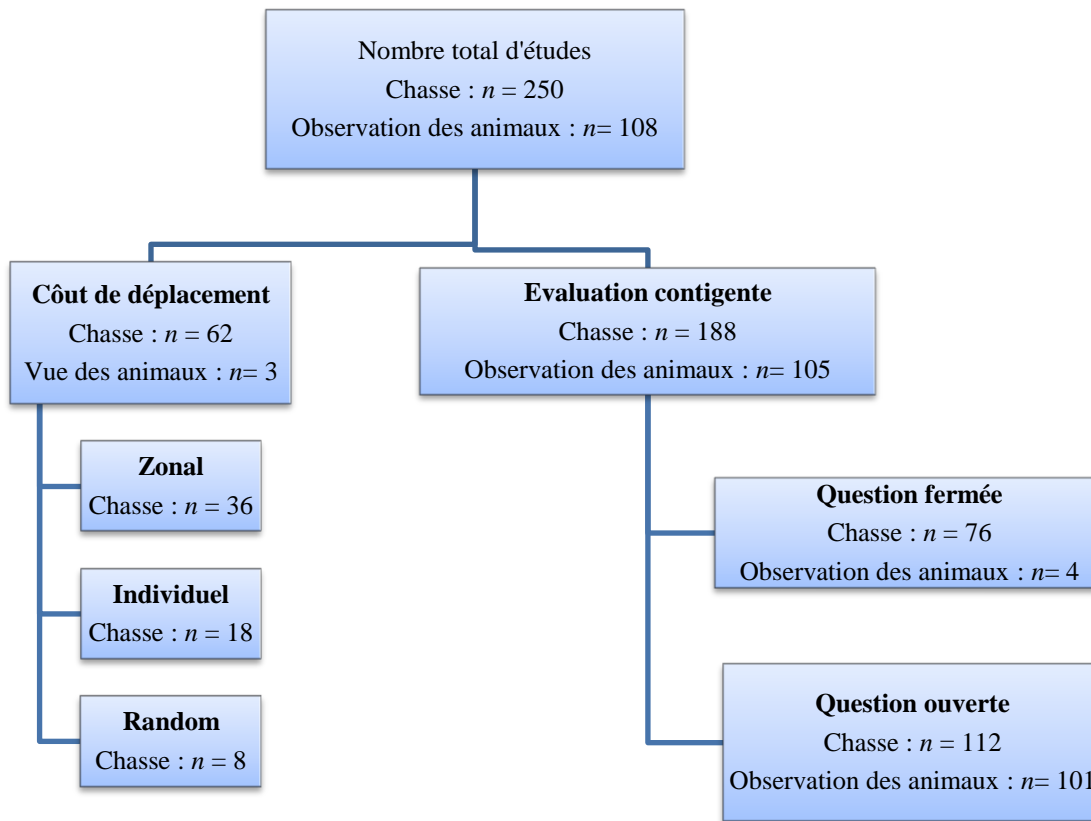 Nombre total d'études
Chasse : n = 250
Observation des animaux : n= 108
Côut de déplacement
Chasse : n = 62
Vue des animaux : n= 3
Evaluation contigente
Chasse : n = 188
Observation des animaux : n= 105
Zonal
Chasse : n = 36
Individuel
Chasse : n = 18
Random
Chasse : n = 8
Question fermée
Chasse : n = 76
Observation des animaux : n= 4
Question ouverte
Chasse : n = 112
Observation des animaux : n= 101